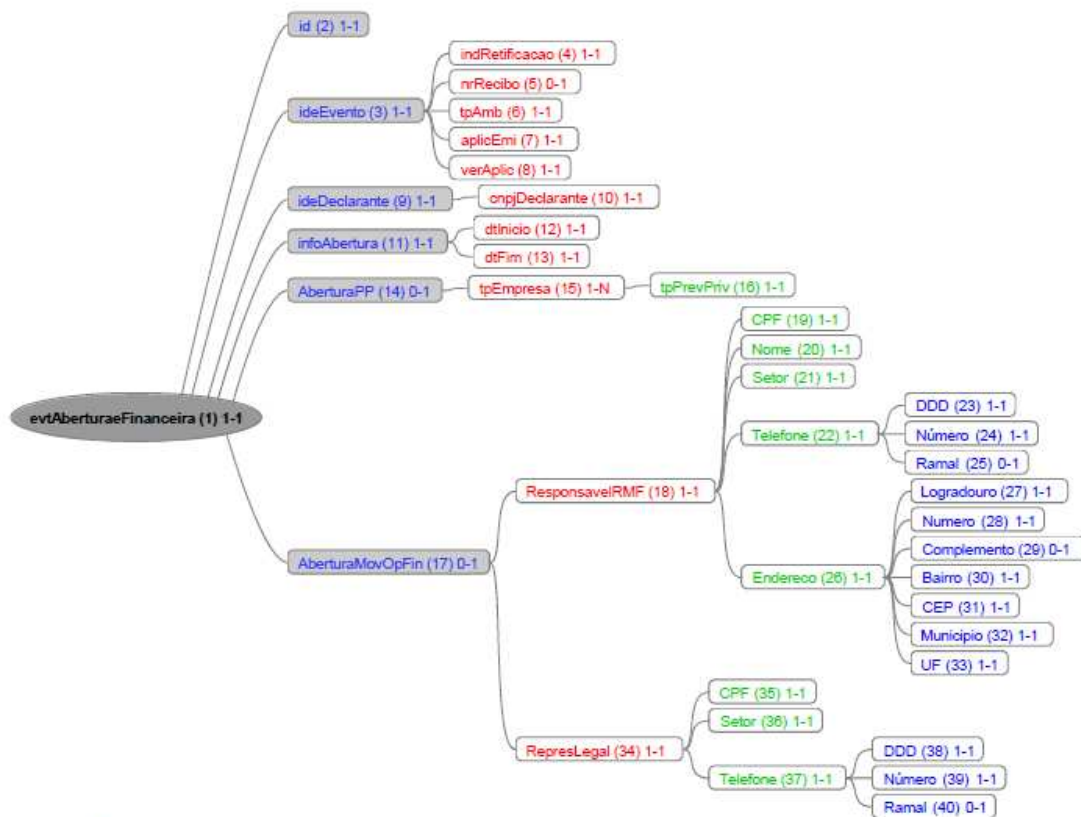 id (2) 1-1
indRetificacao (4) 1-1
nrRecibo (5) 0-1
ideEvento (3) 1-1
tpAmb (6) 1-1
aplicEmi (7) 1-1
verAplic (8) 1-1
ideDeclarante (9) 1-1
cnpjDeclarante (10) 1-1
infoAbertura (11) 1-1
dtInicio (12) 1-1
dtFim (13) 1-1
AberturaPP (14) 0-1
tpEmpresa (15) 1-N
tpPrevPriv (16) 1-1
evtAberturaeFinanceira (1) 1-1
AberturaMovOpFin (17) 0-1
ResponsavelRMF (18) 1-1
CPF (19) 1-1
Nome (20) 1-1
Setor (21) 1-1
Telefone (22) 1-1
DDD (23) 1-1
Número (24) 1-1
Ramal (25) 0-1
Endereco (26) 1-1
Logradouro (27) 1-1
Numero (28) 1-1
Complemento (29) 0-1
Bairro (30) 1-1
CEP (31) 1-1
Municipio (32) 1-1
UF (33) 1-1
RepresLegal (34) 1-1
CPF (35) 1-1
Setor (36) 1-1
Telefone (37) 1-1
DDD (38) 1-1
Número (39) 1-1
Ramal (40) 0-1